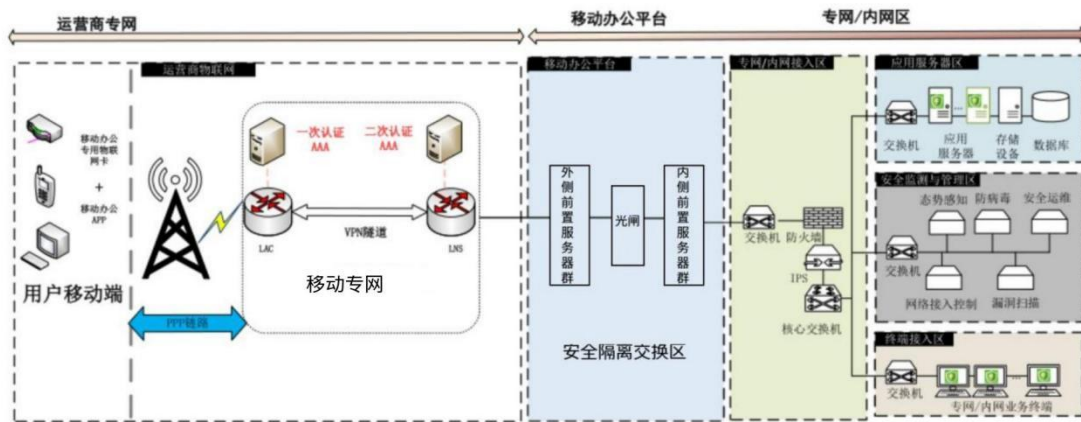 运营商专网
移动办公平台
专网/内网区
运营商物联网
移动办公平台
专网/内网接入区
应用服务器区
移动办公
专用物联
网卡
+
移动办公
APP
用户移动端
一次认证
AAA
二次认证
AAA
LAC
VPN隧道
LNS
移动专网
PPP链路
外侧前置服务器群
光闸
内侧前置服务器群
安全隔离交换区
交换机
防火墙
IPS
核心交换机
交换机
...
应用
服务器
存储
设备
数据库
安全监测与管理区
态势感知
防病毒
安全运维
交换机
网络接入控制
漏洞扫描
终端接入区
交换机
...
专网/内网业务终端